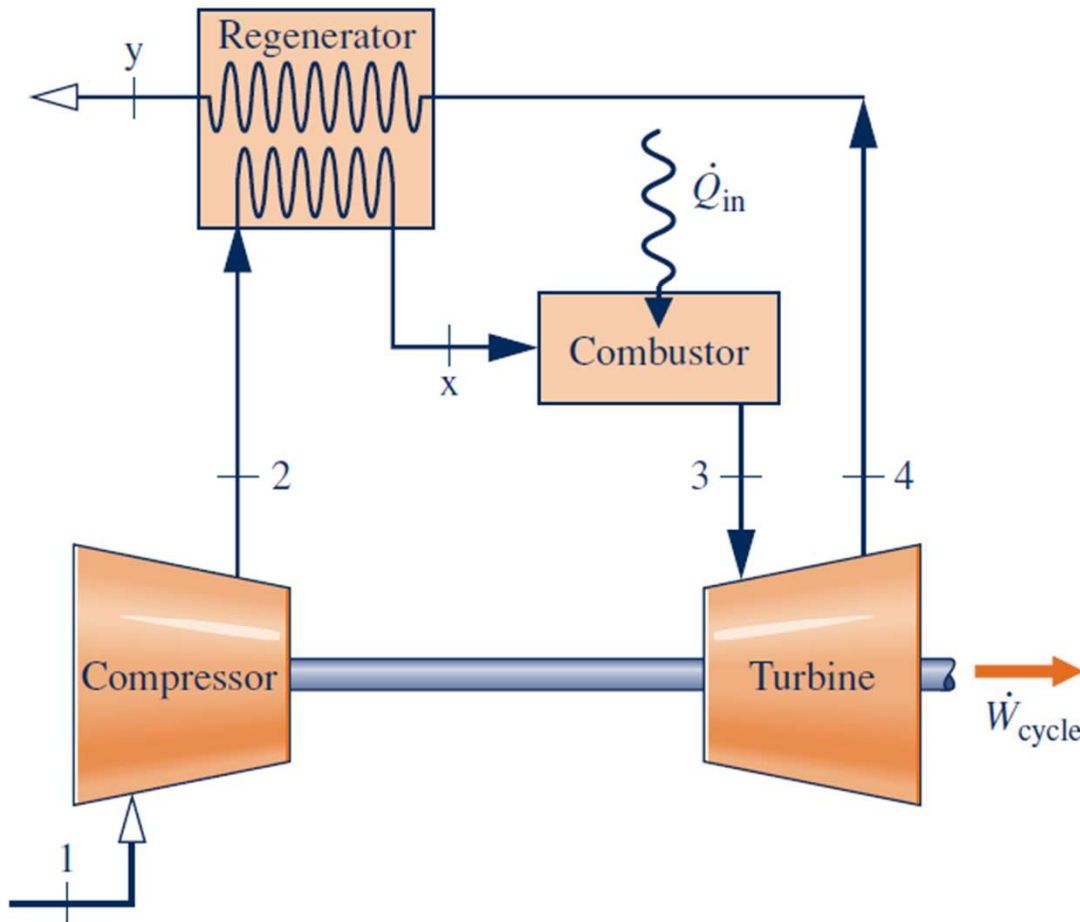 Regenerator
y
Q̇in
Combustor
x
2
3
4
Compressor
Turbine
Ẇcycle
1